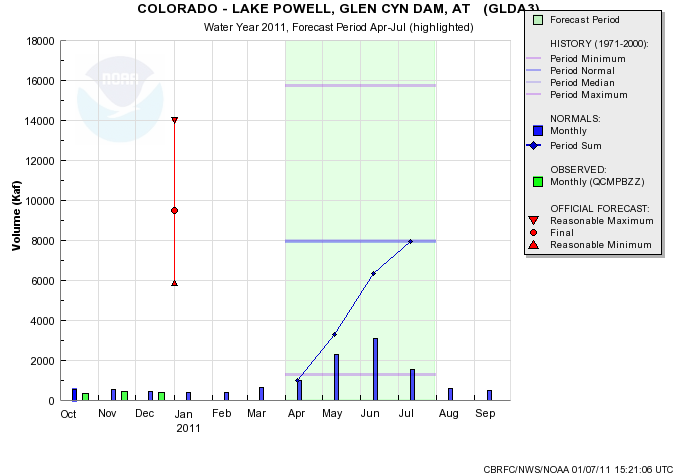 COLORADO - LAKE POWELL, GLEN CYN DAM, AT (GLDA3)
Water Year 2011, Forecast Period Apr-Jul (highlighted)
18000
16000
14000
12000
10000
8000
6000
4000
2000
0
Volume (Kaf)
NOAA
Oct Nov Dec Jan Feb Mar Apr May Jun Jul Aug Sep
2011
Forecast Period
HISTORY (1971-2000):
Period Minimum
Period Normal
Period Median
Period Maximum
NORMALS:
Monthly
Period Sum
OBSERVED:
Monthly (QCMPBZZ)
OFFICIAL FORECAST:
Reasonable Maximum
Final
Reasonable Minimum
CBRFC/NWS/NOAA 01/07/11 15:21:06 UTC